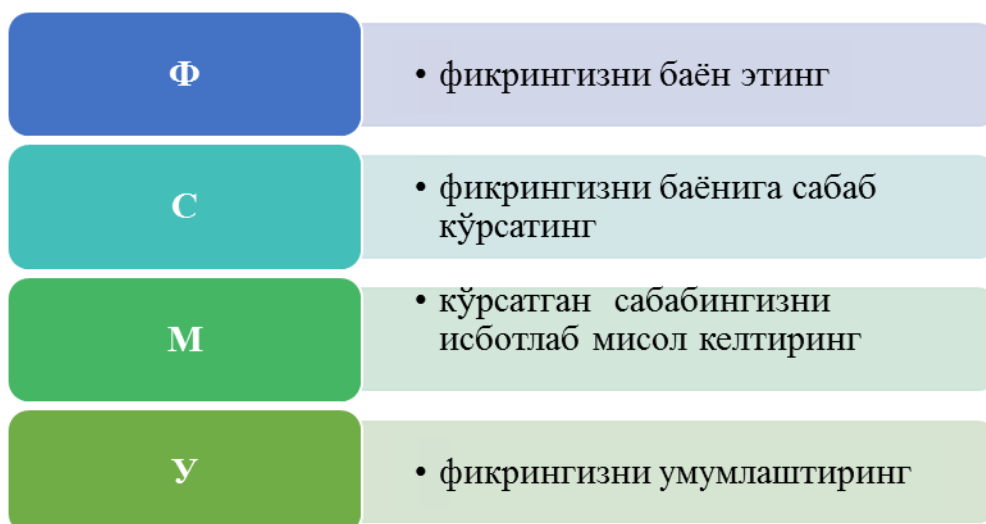 Ф
• фикрингизни баён этинг
С
• фикрингизни баёнига сабаб
кўрсатинг
М
• кўрсатган сабабингизни
исботлаб мисол келтиринг
У
• фикрингизни умумлаштиринг